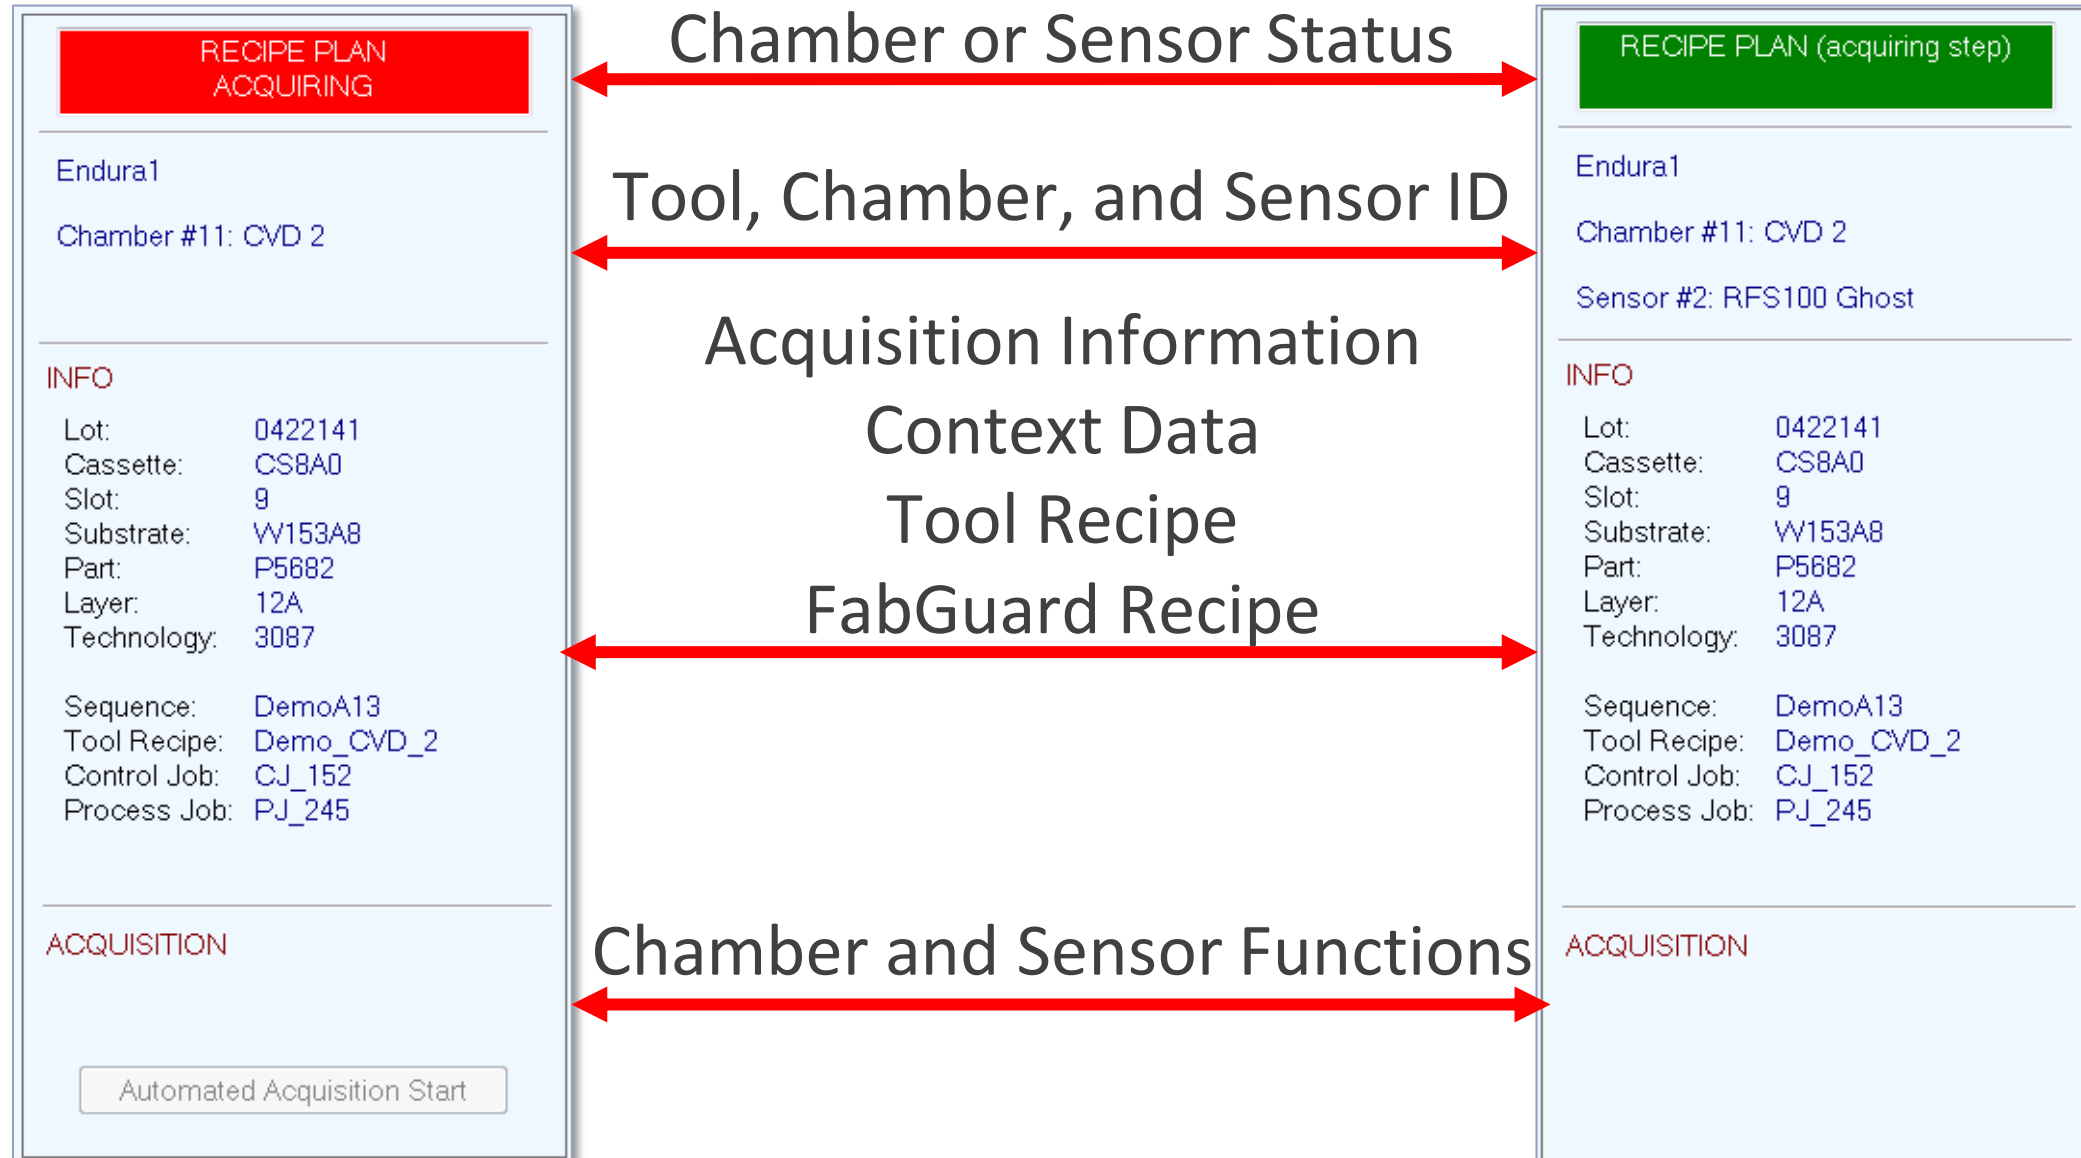 RECIPE PLAN
ACQUIRING
Endura1
Chamber #11: CVD 2
INFO
Lot: 0422141
Cassette: CS8A0
Slot: 9
Substrate: W153A8
Part: P5682
Layer: 12A
Technology: 3087
Sequence: DemoA13
Tool Recipe: Demo_CVD_2
Control Job: CJ_152
Process Job: PJ_245
ACQUISITION
Automated Acquisition Start
Chamber or Sensor Status
Tool, Chamber, and Sensor ID
Acquisition Information
Context Data
Tool Recipe
FabGuard Recipe
Chamber and Sensor Functions
RECIPE PLAN (acquiring step)
Endura1
Chamber #11: CVD 2
Sensor #2: RFS100 Ghost
INFO
Lot: 0422141
Cassette: CS8A0
Slot: 9
Substrate: W153A8
Part: P5682
Layer: 12A
Technology: 3087
Sequence: DemoA13
Tool Recipe: Demo_CVD_2
Control Job: CJ_152
Process Job: PJ_245
ACQUISITION